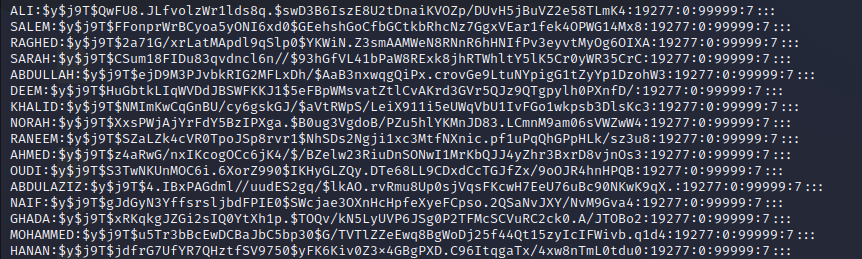 ALI:$y$j9T$QwFU8.JLfvolzWr1lds8q.$swD3B6IszE8U2tDnaiKVOZp/DUvH5jBuVZ2e58TLmK4:19277:0:99999:7:::
SALEM:$y$j9T$FFonprWrBCyoa5yONI6xd0$GEehshGoCfbGCtkbRhcNz7GgxVEar1fek4OPWG14Mx8:19277:0:99999:7:::
RAGHED:$y$j9T$2a71G/xrLatMApdl9qSlp0$YKWiN.Z3smAAMWeN8RNnR6hHNIfPv3eyvtMyOg6OIXA:19277:0:99999:7:::
SARAH:$y$j9T$CSum18FIDu83qvdncl6n//$93hGfVL41bPaW8RExk8jhRTWhltY5lK5Cr0yWR35CrC:19277:0:99999:7:::
ABDULLAH:$y$j9T$ejD9M3PJvbkRIG2MFLxDh/$AaB3nxwqgQiPx.crovGe9LtuNYpigG1tZyYp1DzohW3:19277:0:99999:7:::
DEEM:$y$j9T$HuGbtkLIqWVDdJBSWFKKJ1$5eFBpWMsvatZtlCvAKrd3GVr5QJz9QTgpylh0PXnfD/:19277:0:99999:7:::
KHALID:$y$j9T$NMImKwCqGnBU/cy6gskGJ/$aVtRWpS/LeiX911i5eUWqVbU1IvFGo1wkpsb3DlsKc3:19277:0:99999:7:::
NORAH:$y$j9T$XxsPWjAjYrFdY5BzIPXga.$B0ug3VgdoB/PZu5hlYKMnJD83.LCmnM9am06sVWZwW4:19277:0:99999:7:::
RANEEM:$y$j9T$SZaLZk4cVR0TpoJSp8rvr1$NhSDs2Ngji1xc3MtfNXnic.pf1uPqQhGPpHLk/sz3u8:19277:0:99999:7:::
AHMED:$y$j9T$z4aRwG/nxIKcogOCc6jK4/$/BZelw23RiuDnSONwI1MrKbQJJ4yZhr3BxrD8vjnOs3:19277:0:99999:7:::
OUDI:$y$j9T$S3TwNKUnMOC6i.6XorZ990$IKHyGLZQy.DTe68LL9CDxdCcTGJfZx/9oOJR4hnHPQB:19277:0:99999:7:::
ABDULAZIZ:$y$j9T$4.IBxPAGdml//uudES2gq/$lkAO.rvRmu8Up0sjVqsFKcwH7EeU76uBc90NKwK9qX.:19277:0:99999:7:::
NAIF:$y$j9T$gJdGyN3YffsrsljbdFPIE0$SWcjae3OXnHcHpfeXyeFCpso.2QSaNvJXY/NvM9Gva4:19277:0:99999:7:::
GHADA:$y$j9T$xRKqkgJZGi2sIQ0YtXh1p.$TOQv/kN5LyUVP6JSg0P2TFMcSCVuRC2ck0.A/JTOBo2:19277:0:99999:7:::
MOHAMMED:$y$j9T$u5Tr3bBcEwDCBaJbC5bp30$G/TVTlZZeEwq8BgWoDj25f44Qt15zyIcIFWivb.q1d4:19277:0:99999:7:::
HANAN:$y$j9T$jdfrG7UfYR7QHztfSV9750$yFK6Kiv0Z3×4GBgPXD.C96ItqgaTx/4xw8nTmL0tdu0:19277:0:99999:7:::